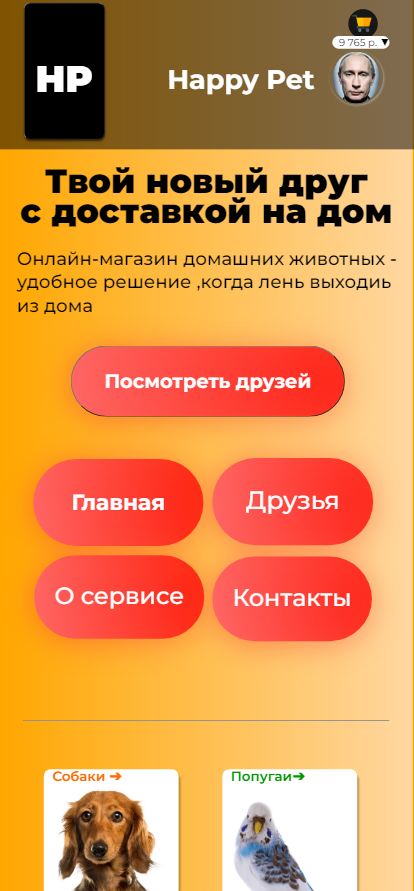 9 765 р. ▼
HP
Happy Pet
Твой новый друг
с доставкой на дом
Онлайн-магазин домашних животных -
удобное решение ,когда лень выходиь
из дома
Посмотреть друзей
Главная
Друзья
О сервисе
Контакты
Собаки ➔
Попугаи➔